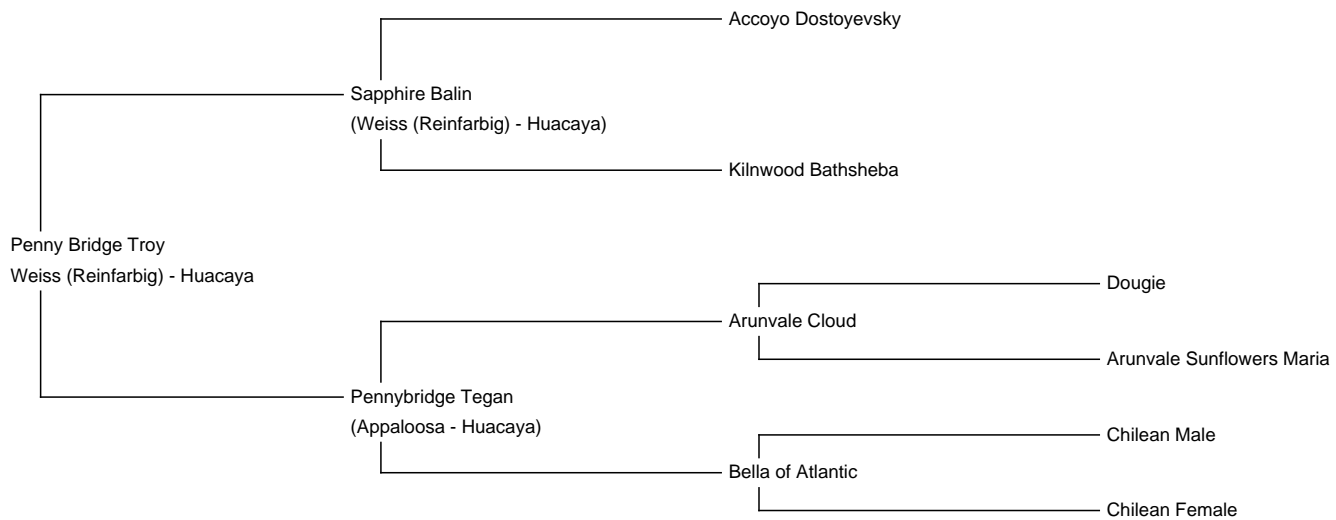 Accoyo Dostoyevsky
Sapphire Balin
(Weiss (Reinfarbig) - Huacaya)
Kilnwood Bathsheba
Penny Bridge Troy
Weiss (Reinfarbig) - Huacaya
Dougie
Arunvale Cloud
Arunvale Sunflowers Maria
Pennybridge Tegan
(Appaloosa - Huacaya)
Chilean Male
Bella of Atlantic
Chilean Female